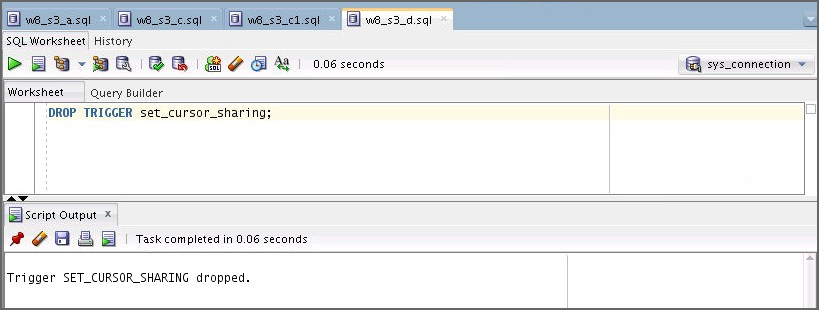 w8_s3_a.sql w8_s3_c.sql w8_s3_c1.sql w8_s3_d.sql
SQL Worksheet History
0.06 seconds sys_connection
Worksheet Query Builder
DROP TRIGGER set_cursor_sharing;
Script Output
Task completed in 0.06 seconds
Trigger SET_CURSOR_SHARING dropped.